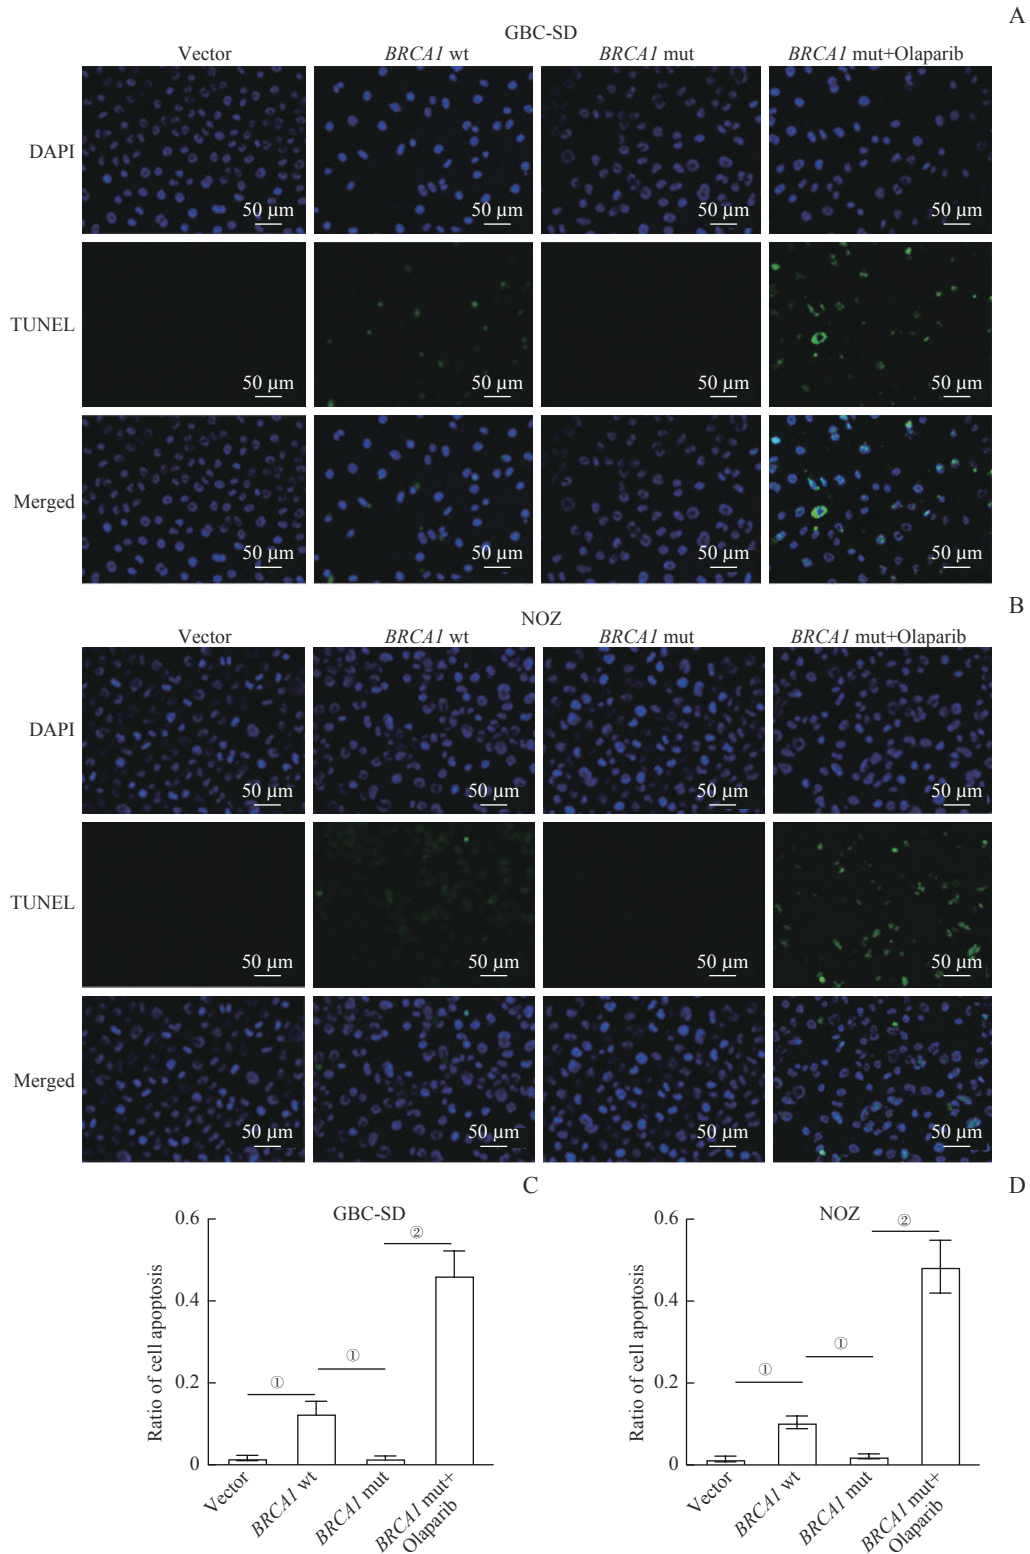 A
GBC-SD
Vector BRCA1 wt BRCA1 mut BRCA1 mut+Olaparib
DAPI
50 μm 50 μm 50 μm 50 μm
TUNEL
50 μm 50 μm 50 μm 50 μm
Merged
50 μm 50 μm 50 μm 50 μm
B
NOZ
Vector BRCA1 wt BRCA1 mut BRCA1 mut+Olaparib
DAPI
50 μm 50 μm 50 μm 50 μm
TUNEL
50 μm 50 μm 50 μm 50 μm
Merged
50 μm 50 μm 50 μm 50 μm
C
GBC-SD
Ratio of cell apoptosis
0.6
0.4
0.2
0
①
①
②
Vector
BRCA1 wt
BRCA1 mut
BRCA1 mut+
Olaparib
D
NOZ
Ratio of cell apoptosis
0.6
0.4
0.2
0
①
①
②
Vector
BRCA1 wt
BRCA1 mut
BRCA1 mut+
Olaparib